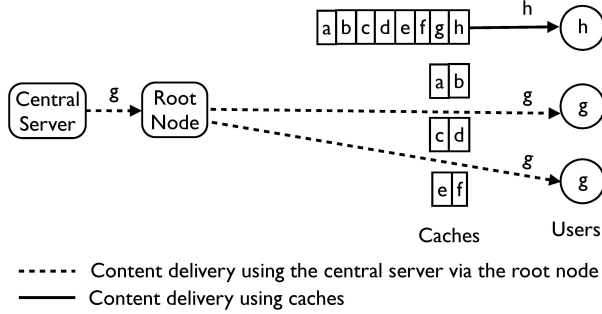 h
a b c d e f g h
h
a b
Central Server
g
Root Node
g
g
c d
g
g
e f
Caches
Users
Content delivery using the central server via the root node
Content delivery using caches